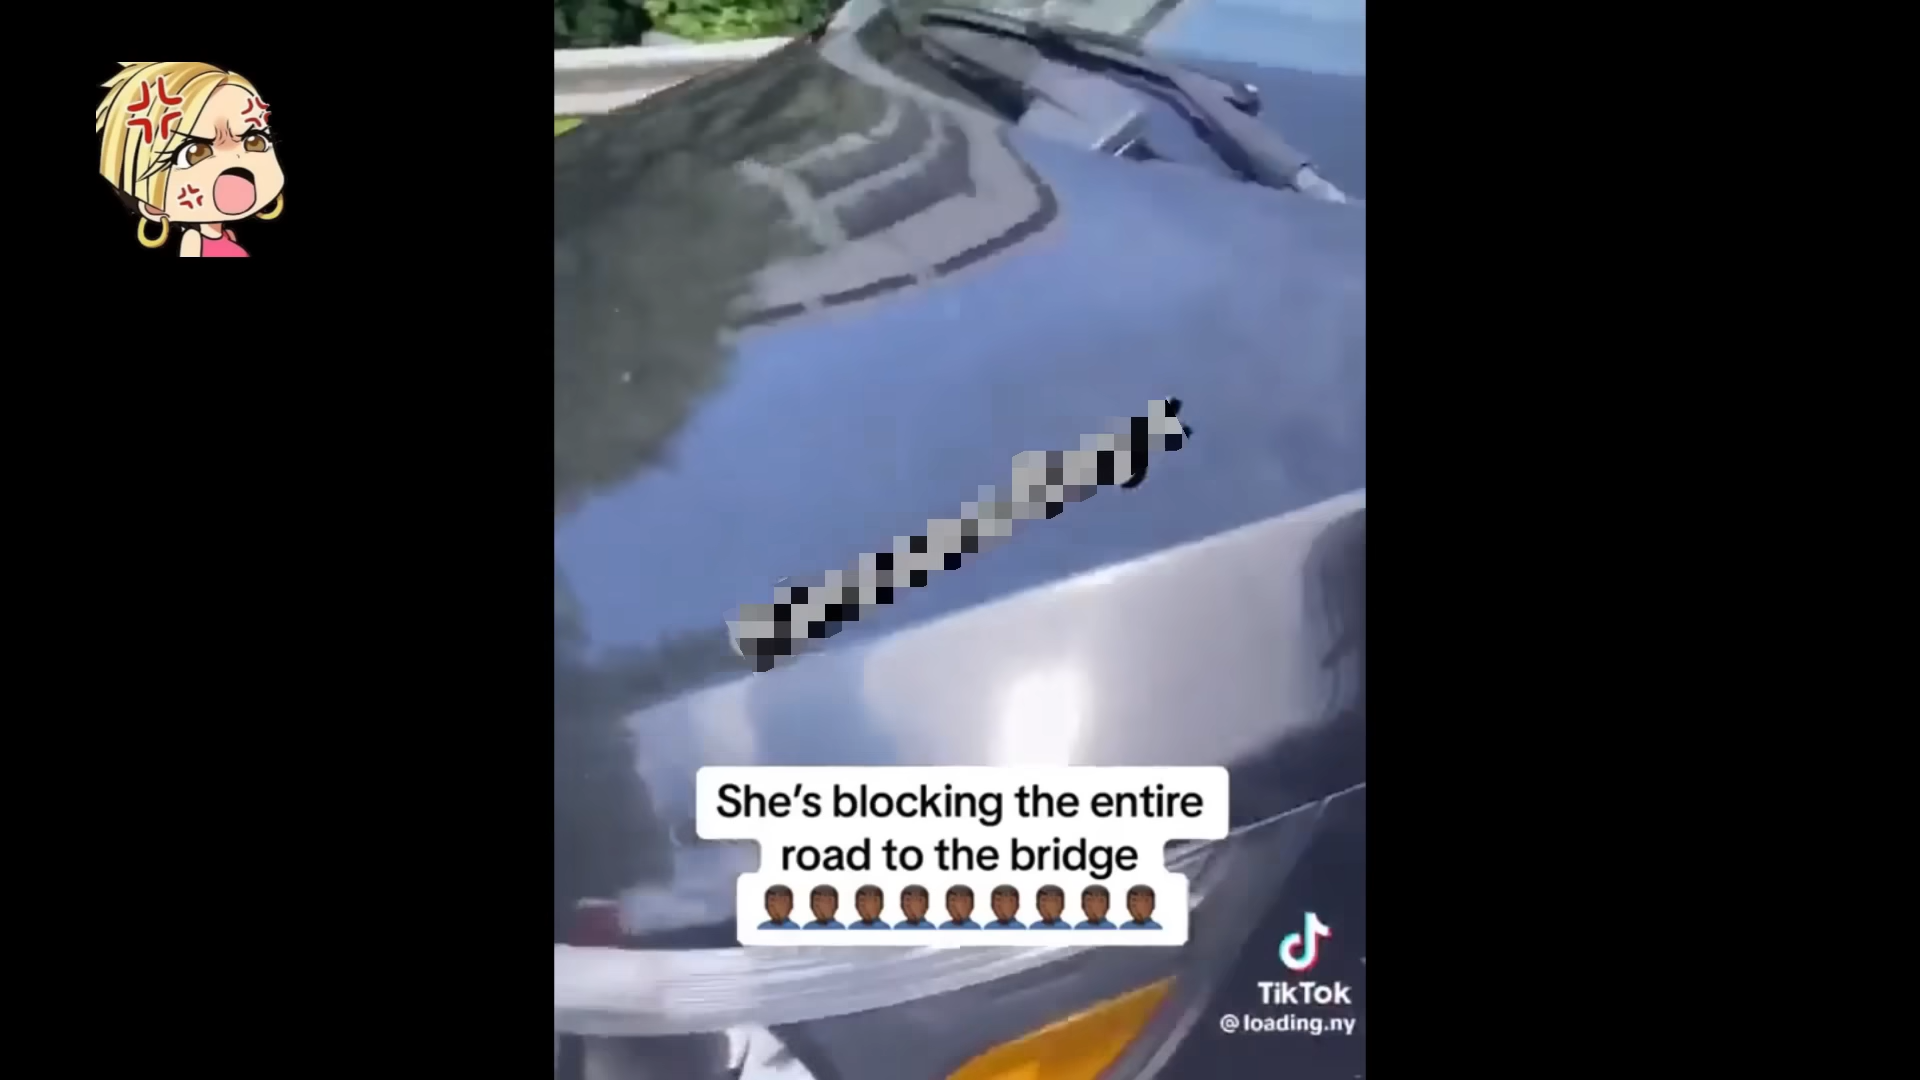 She's blocking the entire
road to the bridge
🤦🏾‍♂️🤦🏾‍♂️🤦🏾‍♂️🤦🏾‍♂️🤦🏾‍♂️🤦🏾‍♂️🤦🏾‍♂️🤦🏾‍♂️🤦🏾‍♂️
TikTok
@loading.ny